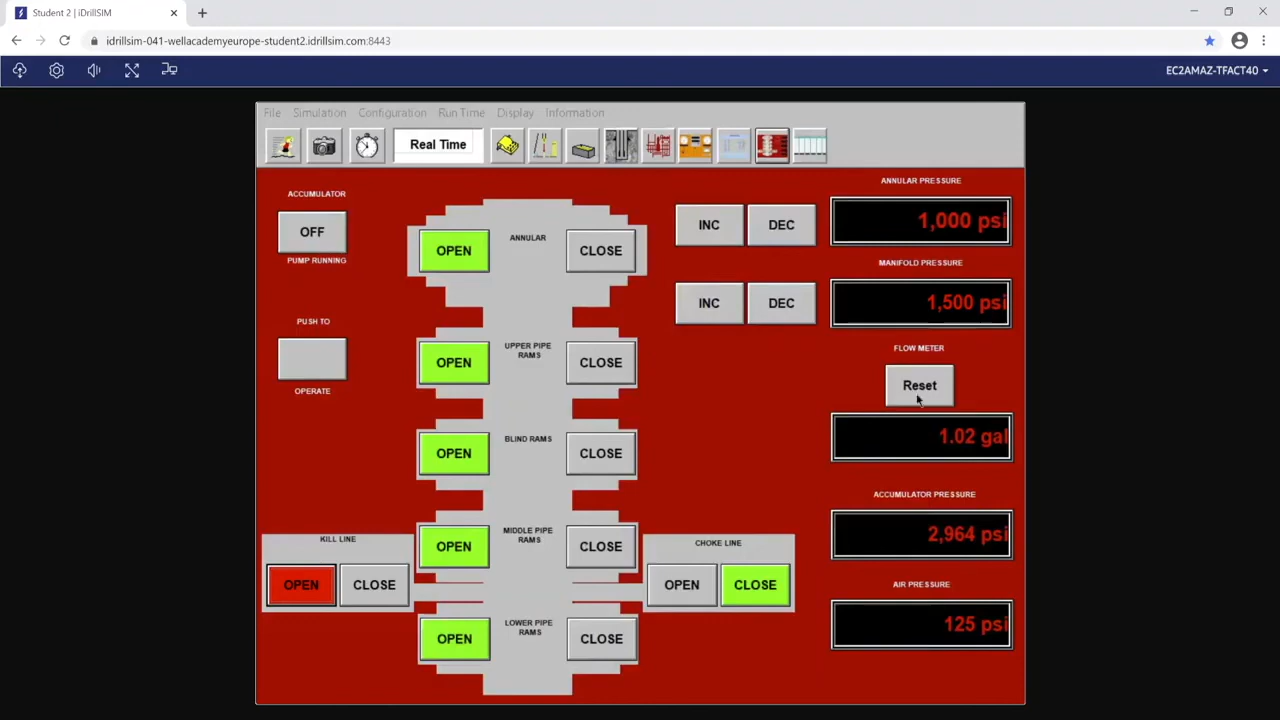 Student 2 | iDrillSIM
idrillsim-041-wellacademyeurope-student2.idrillsim.com:8443
EC2AMAZ-TFACT40
File Simulation Configuration Run Time Display Information
Real Time
ACCUMULATOR
OFF
PUMP RUNNING
PUSH TO
OPERATE
OPEN ANNULAR CLOSE
OPEN UPPER PIPE RAMS CLOSE
OPEN BLIND RAMS CLOSE
OPEN MIDDLE PIPE RAMS CLOSE
OPEN LOWER PIPE RAMS CLOSE
KILL LINE
OPEN CLOSE
CHOKE LINE
OPEN CLOSE
ANNULAR PRESSURE
INC DEC 1,000 psi
MANIFOLD PRESSURE
INC DEC 1,500 psi
FLOW METER
Reset
1.02 gal
ACCUMULATOR PRESSURE
2,964 psi
AIR PRESSURE
125 psi